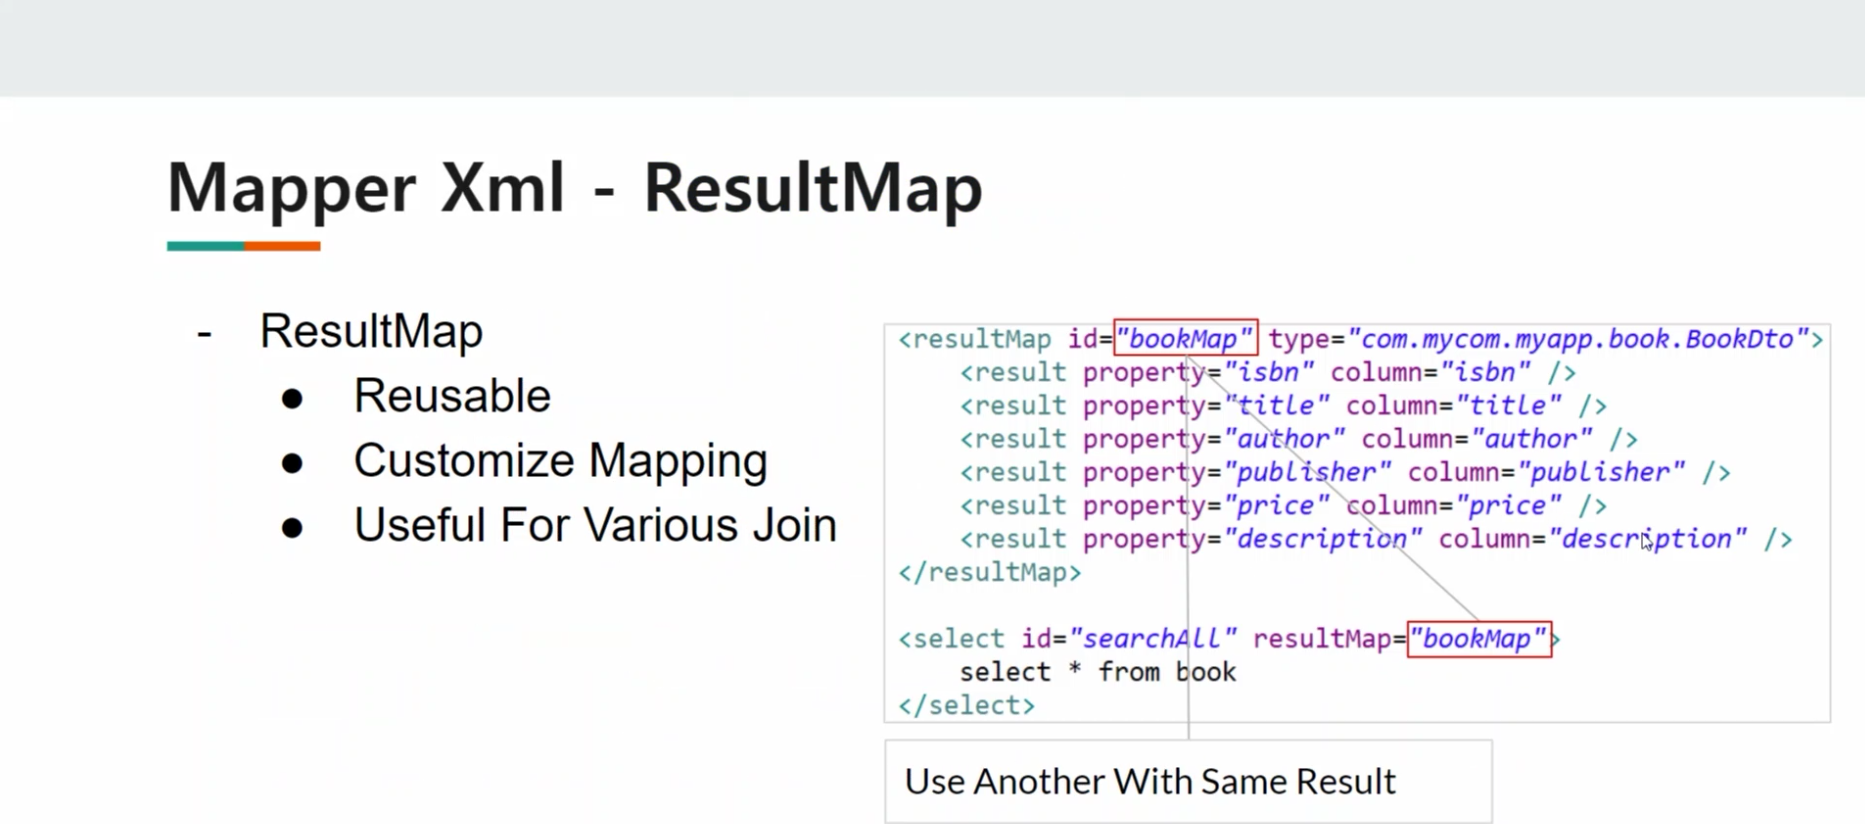 Mapper Xml - ResultMap
- ResultMap
● Reusable
● Customize Mapping
● Useful For Various Join
<resultMap id="bookMap" type="com.mycom.myapp.book.BookDto">
<result property="isbn" column="isbn" />
<result property="title" column="title" />
<result property="author" column="author" />
<result property="publisher" column="publisher" />
<result property="price" column="price" />
<result property="description" column="description" />
</resultMap>
<select id="searchAll" resultMap="bookMap">
select * from book
</select>
Use Another With Same Result